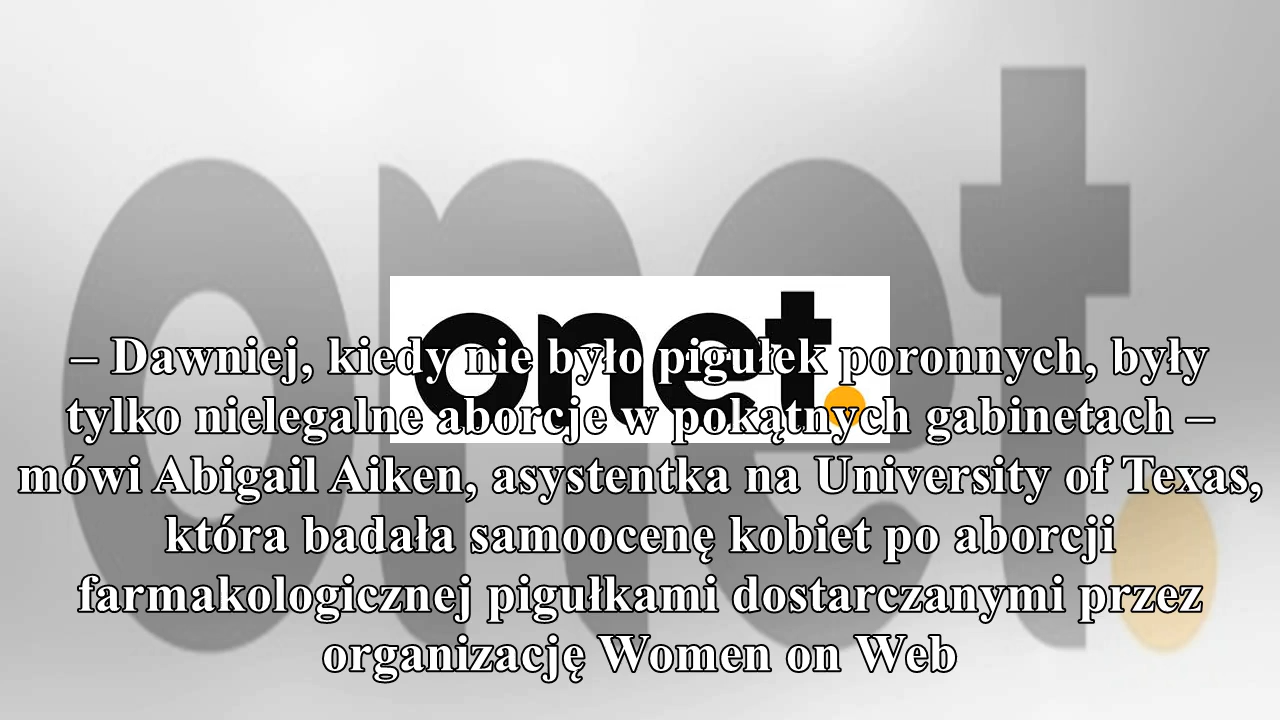 onet.
onet.
– Dawniej, kiedy nie było pigułek poronnych, były
tylko nielegalne aborcje w pokątnych gabinetach –
mówi Abigail Aiken, asystentka na University of Texas,
która badała samoocenę kobiet po aborcji
farmakologicznej pigułkami dostarczanymi przez
organizację Women on Web